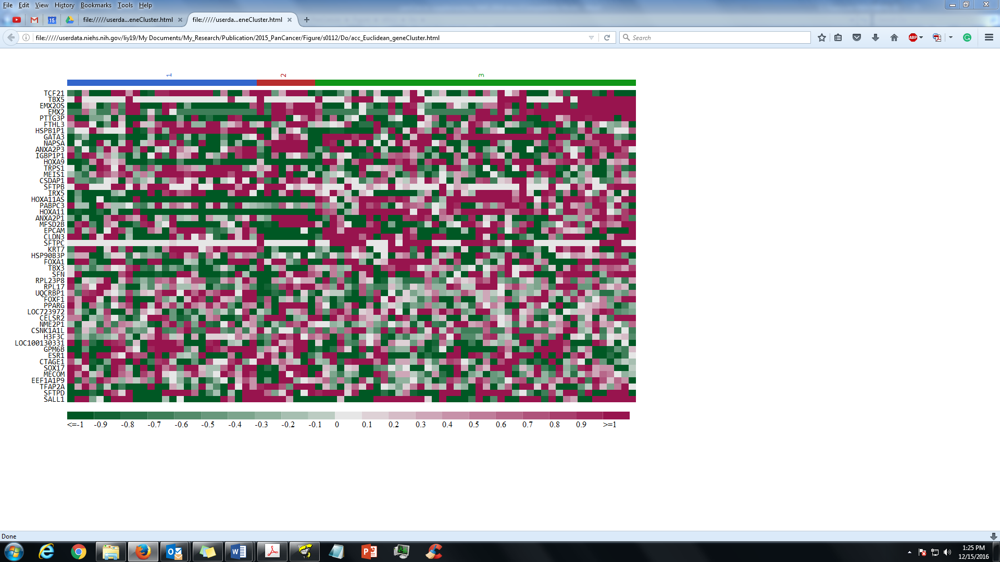 File Edit View History Bookmarks Tools Help
15 file://///userda...eneCluster.html file://///userda...eneCluster.html
file://///userdata.niehs.nih.gov/liy19/My Documents/My_Research/Publication/2015_PanCancer/Figure/s0112/Do/acc_Euclidean_geneCluster.html Search ABP
1 2 3
TCF21
TBX5
EMX2OS
EMX2
PTTG3P
FTHL3
HSPB1P1
GATA3
NAPSA
ANXA2P3
IGBP1P1
HOXA9
TRPS1
MEIS1
CSDAP1
SFTPB
IRX5
HOXA11AS
PABPC3
HOXA11
ANXA2P1
MFSD2B
EPCAM
CLDN3
SFTPC
KRT7
HSP90B3P
FOXA1
TBX3
SFN
RPL23P8
RPL17
UQCRBP1
FOXF1
PPARG
LOC723972
CELSR2
NME2P1
CSNK1A1L
H3F3C
LOC100130331
GPM6B
ESR1
CTAGE1
SOX17
MECOM
EEF1A1P9
TFAP2A
SFTPD
SALL1
<=-1 -0.9 -0.8 -0.7 -0.6 -0.5 -0.4 -0.3 -0.2 -0.1 0 0.1 0.2 0.3 0.4 0.5 0.6 0.7 0.8 0.9 >=1
Done
1:25 PM
12/15/2016